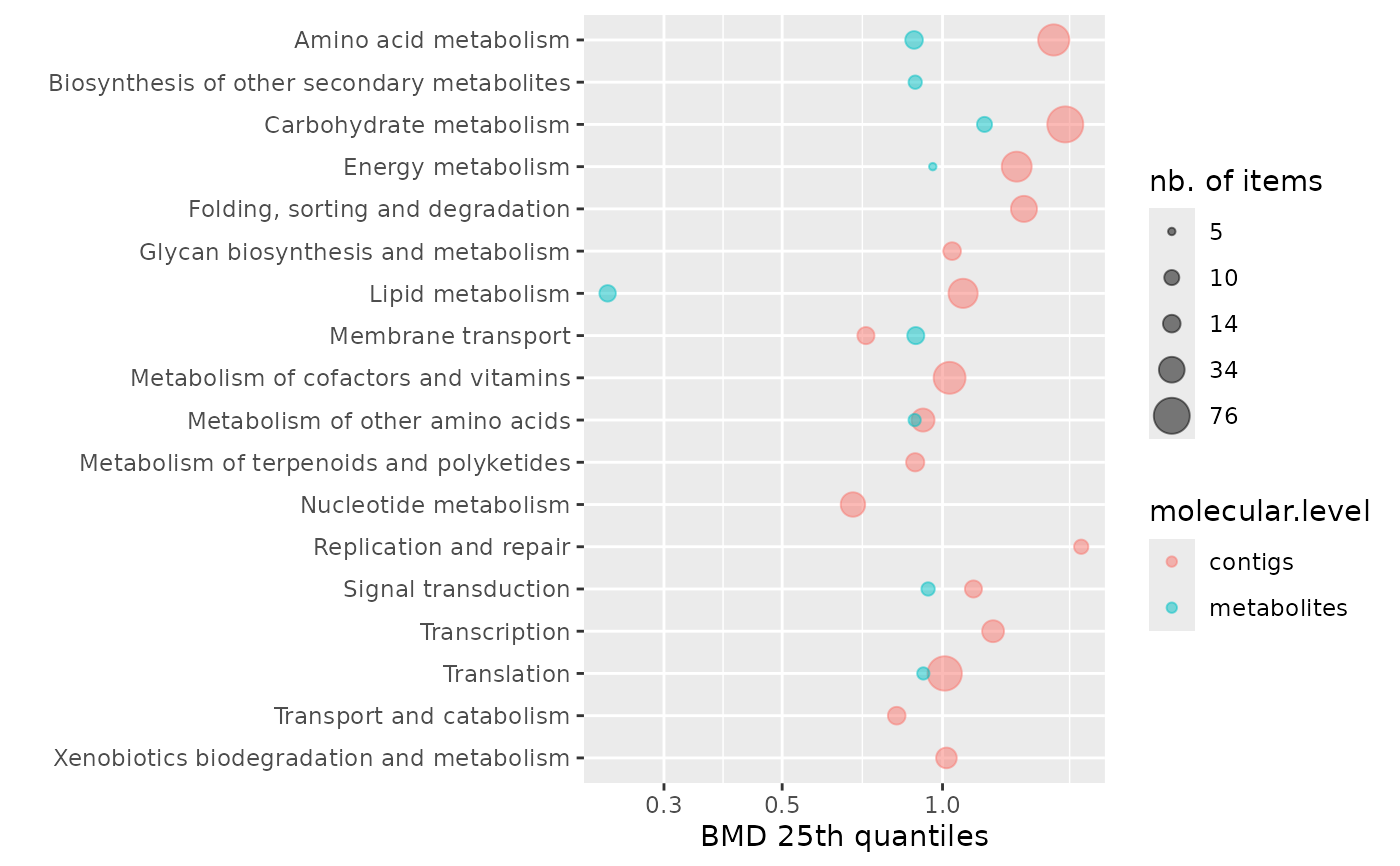 Amino acid metabolism
Biosynthesis of other secondary metabolites
Carbohydrate metabolism
Energy metabolism
Folding, sorting and degradation
Glycan biosynthesis and metabolism
Lipid metabolism
Membrane transport
Metabolism of cofactors and vitamins
Metabolism of other amino acids
Metabolism of terpenoids and polyketides
Nucleotide metabolism
Replication and repair
Signal transduction
Transcription
Translation
Transport and catabolism
Xenobiotics biodegradation and metabolism
0.3 0.5 1.0
BMD 25th quantiles
nb. of items
5
10
14
34
76
molecular.level
contigs
metabolites